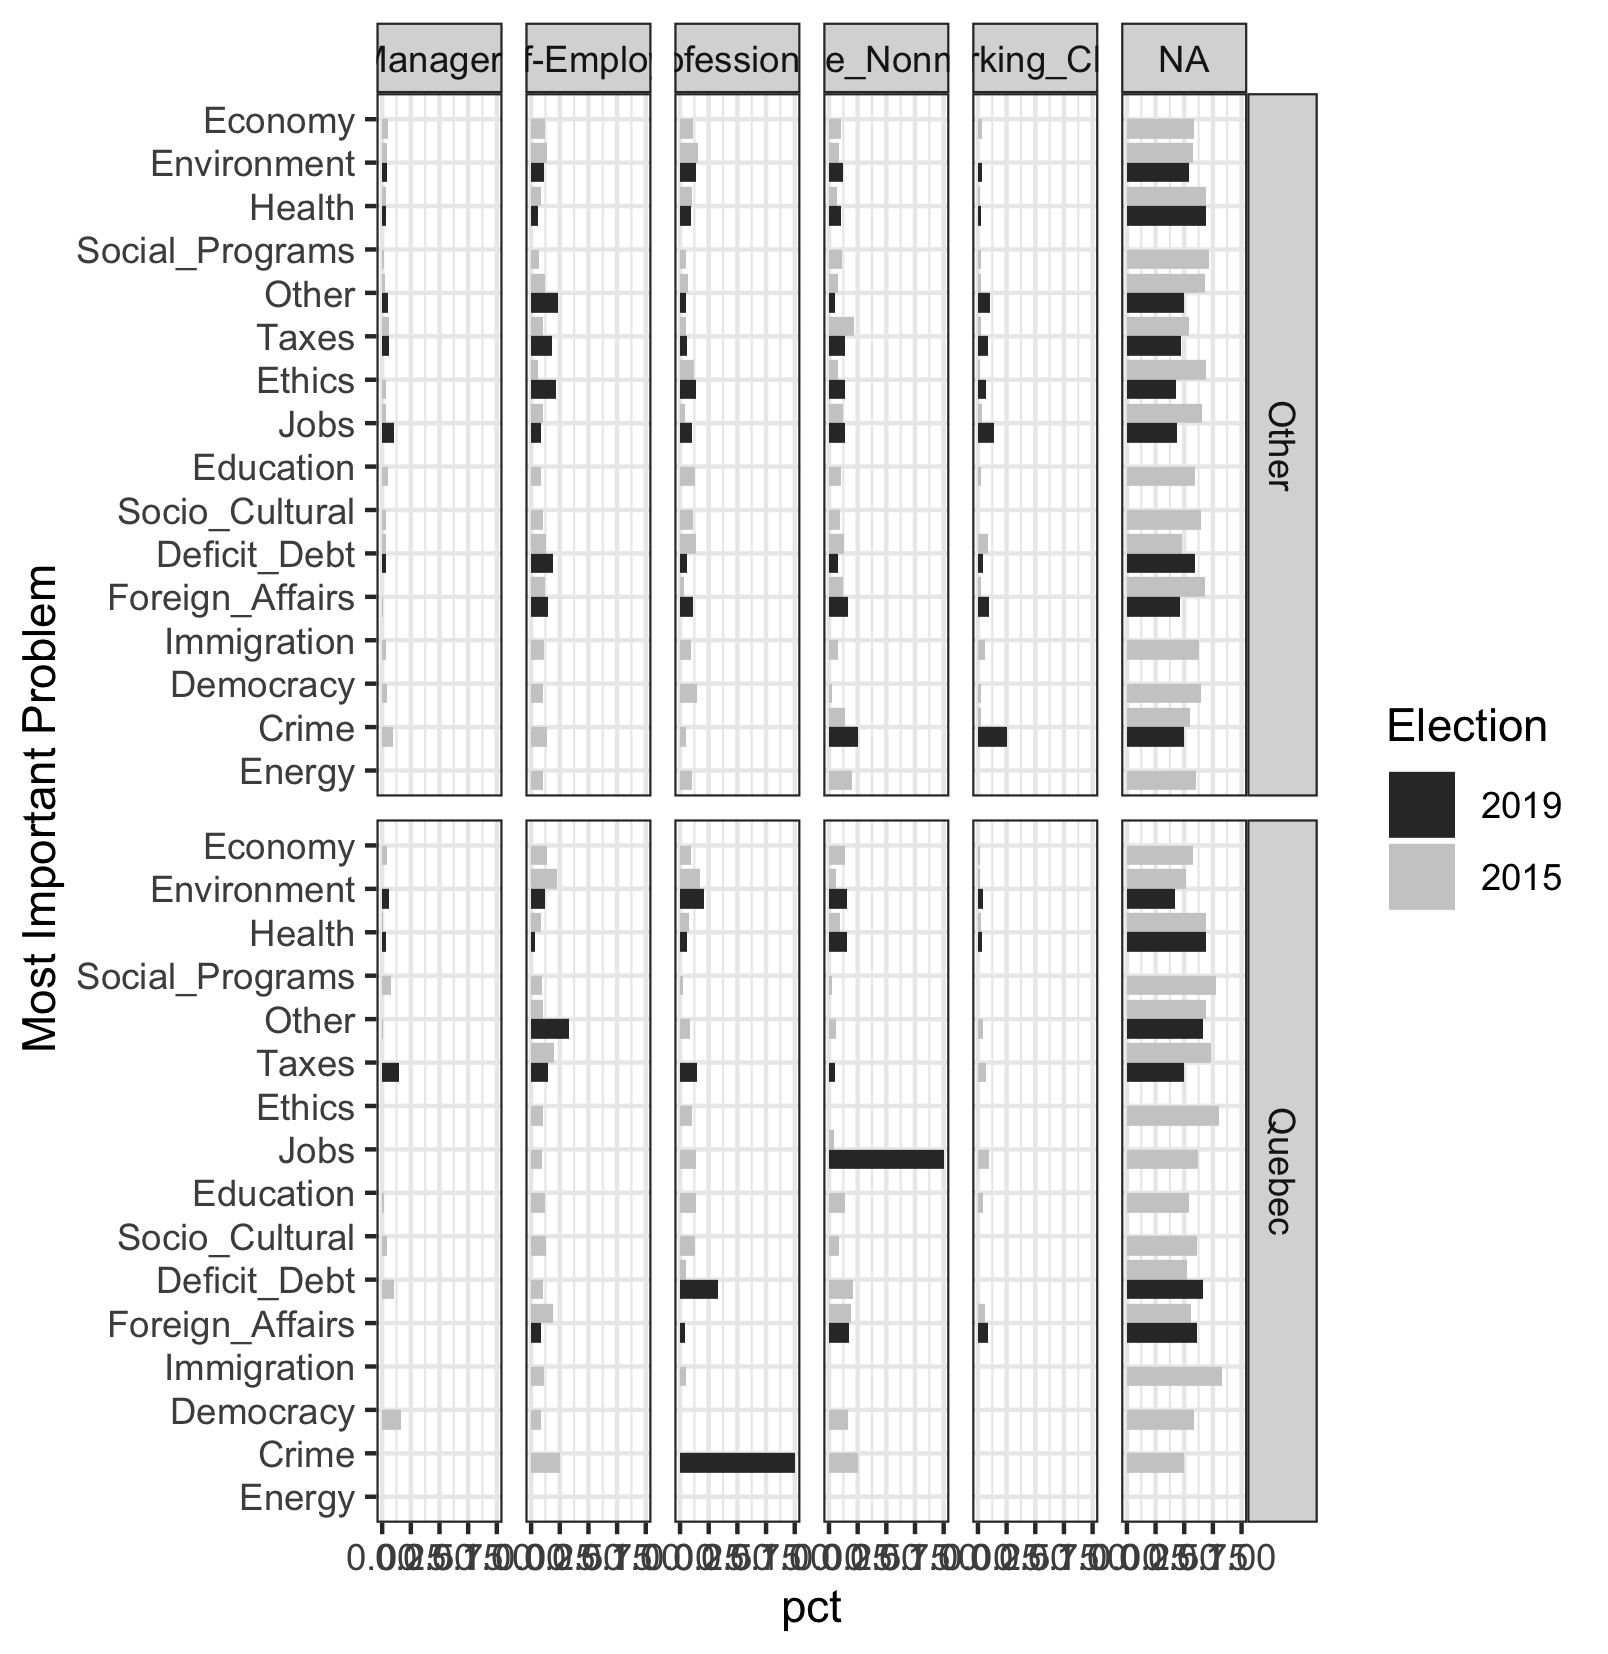 Managers
f-Employ
ofession
e_Nonm
rking_Cl
NA
Economy
Environment
Health
Social_Programs
Other
Taxes
Ethics
Jobs
Education
Socio_Cultural
Deficit_Debt
Foreign_Affairs
Immigration
Democracy
Crime
Energy
Other
Economy
Environment
Health
Social_Programs
Other
Taxes
Ethics
Jobs
Education
Socio_Cultural
Deficit_Debt
Foreign_Affairs
Immigration
Democracy
Crime
Energy
Quebec
Most Important Problem
pct
Election
2019
2015